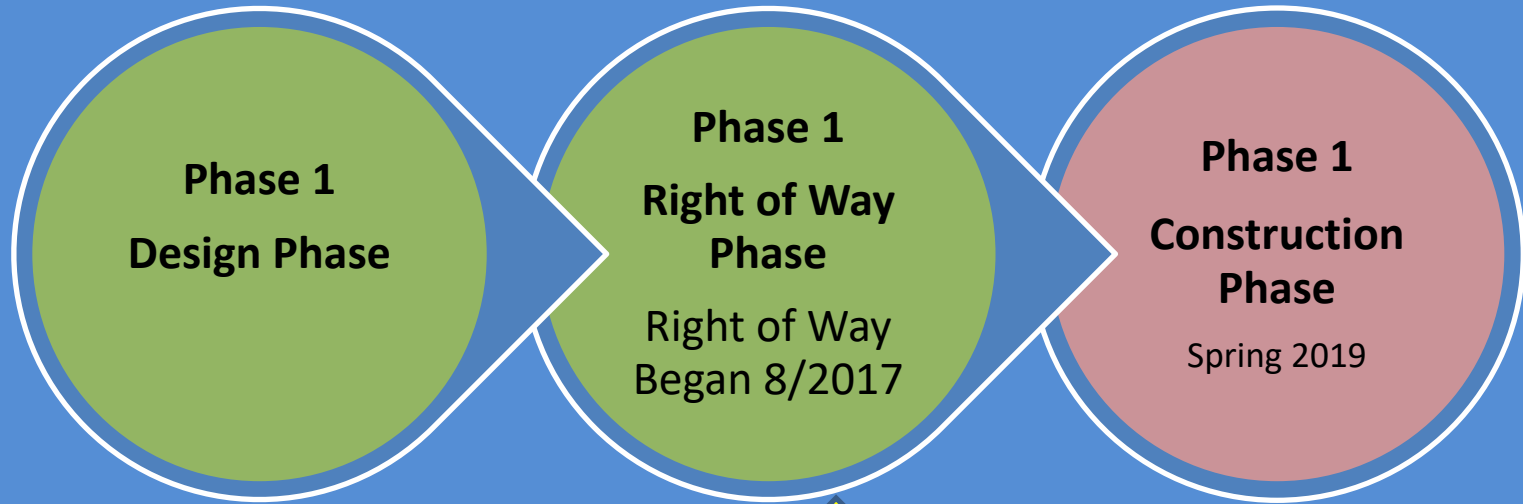 Phase 1
Design Phase
Phase 1
Right of Way
Phase
Right of Way
Began 8/2017
Phase 1
Construction
Phase
Spring 2019